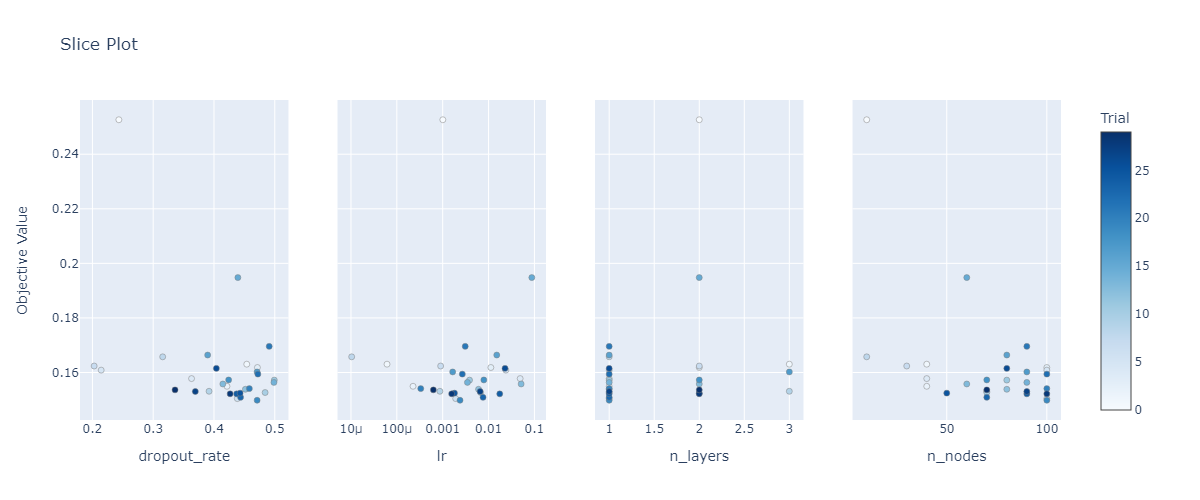 Slice Plot
Trial
0.24
0.22
0.2
0.18
0.16
Objective Value
25
20
15
10
5
0
0.2 0.3 0.4 0.5
10μ 100μ 0.001 0.01 0.1
1 1.5 2 2.5 3
50 100
dropout_rate
lr
n_layers
n_nodes